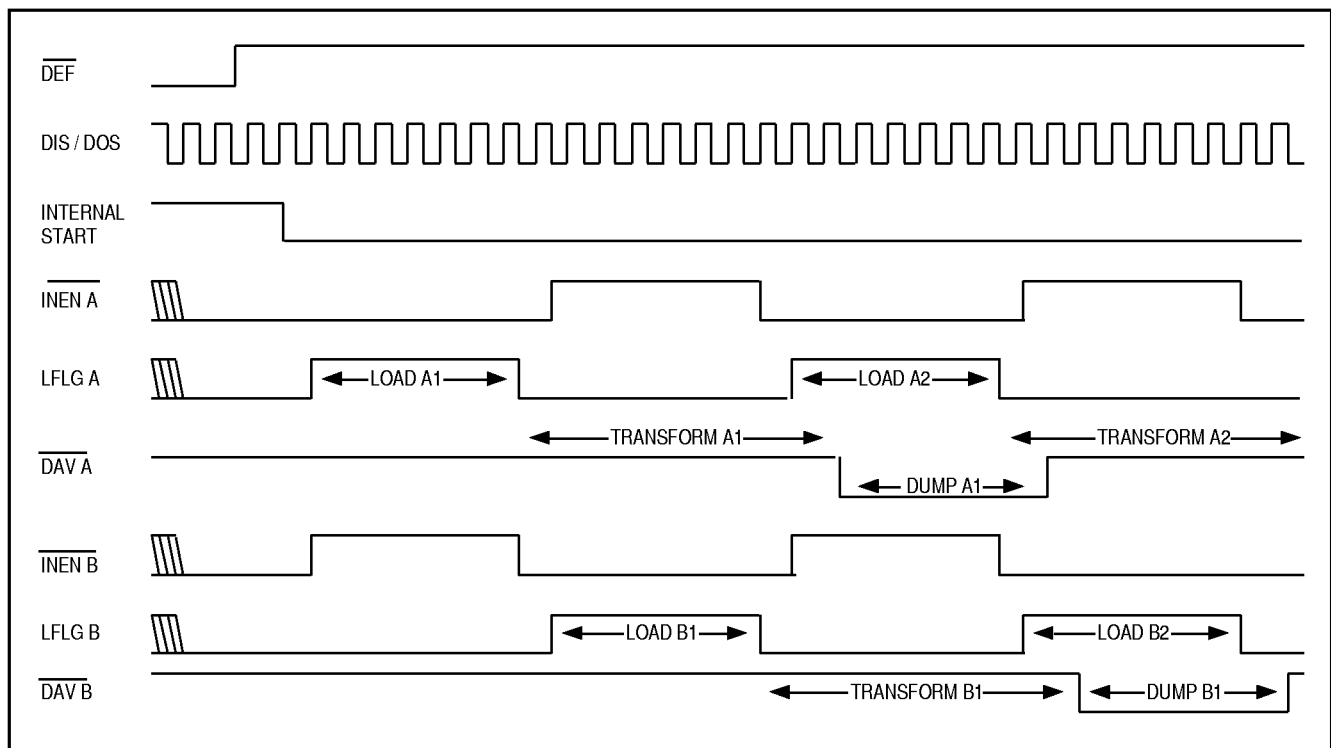 DEF
DIS / DOS
INTERNAL
START
INEN A
LFLG A
LOAD A1
LOAD A2
TRANSFORM A1
TRANSFORM A2
DAV A
DUMP A1
INEN B
LFLG B
LOAD B1
LOAD B2
DAV B
TRANSFORM B1
DUMP B1